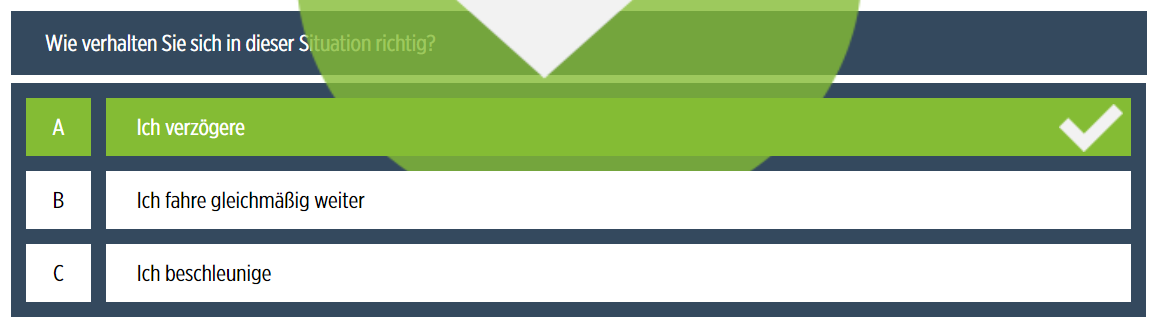 Wie verhalten Sie sich in dieser Situation richtig?
A Ich verzögere
B Ich fahre gleichmäßig weiter
C Ich beschleunige